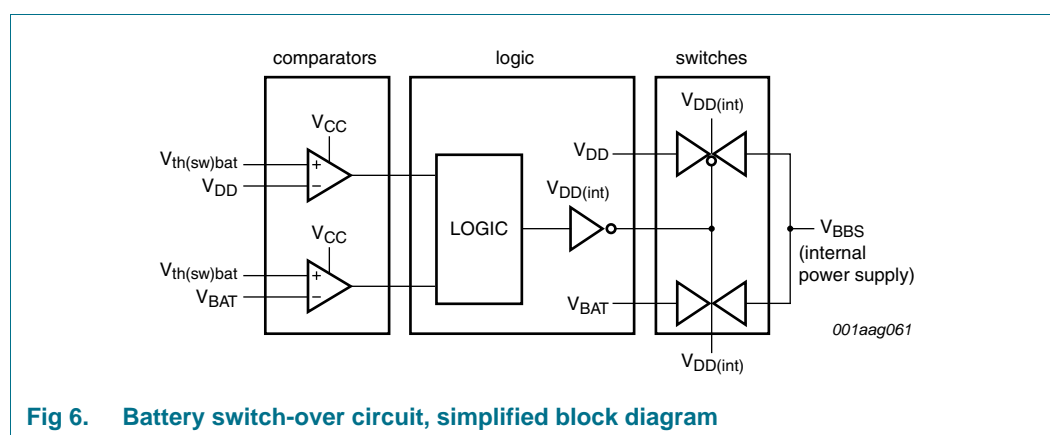 comparators
logic
switches
VDD(int)
VCC
Vth(sw)bat
+
VDD
−
VDD
VDD(int)
LOGIC
VBBS
(internal
power supply)
VCC
Vth(sw)bat
+
VBAT
−
VBAT
001aag061
VDD(int)
Fig 6. Battery switch-over circuit, simplified block diagram